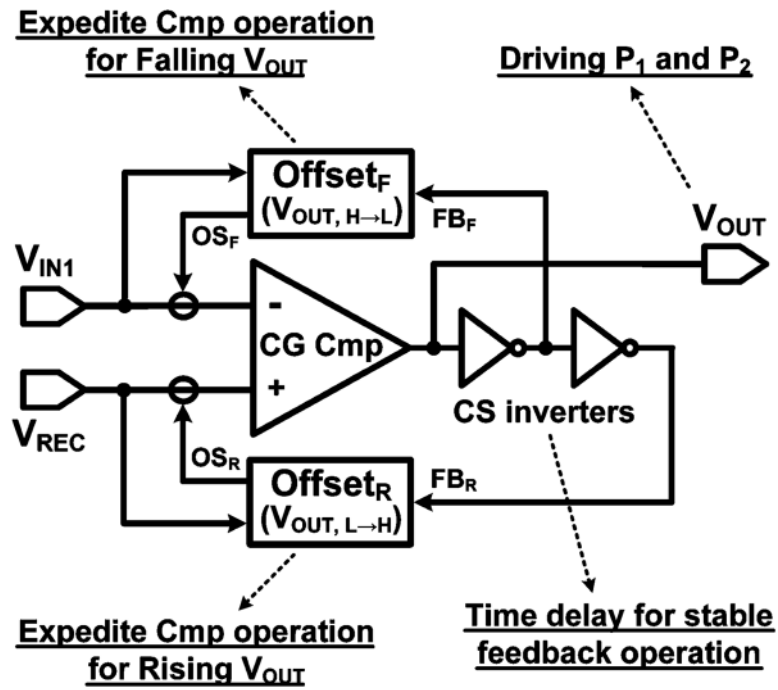 Expedite Cmp operation
for Falling VOUT
Driving P1 and P2
OffsetF
(VOUT, H→L)
FBF
OSF
VOUT
VIN1
-
CG Cmp
+
CS inverters
VREC
OSR
OffsetR
(VOUT, L→H)
FBR
Expedite Cmp operation
for Rising VOUT
Time delay for stable
feedback operation